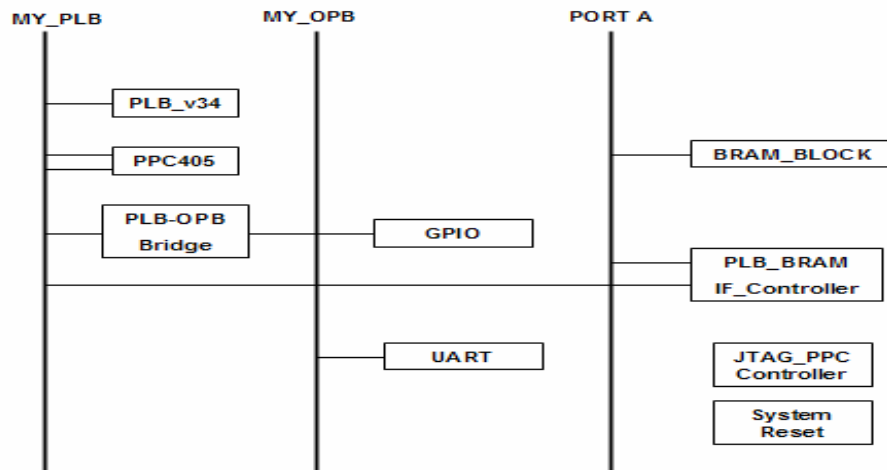 MY_PLB
MY_OPB
PORT A
PLB_v34
PPC405
BRAM_BLOCK
PLB-OPB
Bridge
GPIO
PLB_BRAM
IF_Controller
UART
JTAG_PPC
Controller
System
Reset